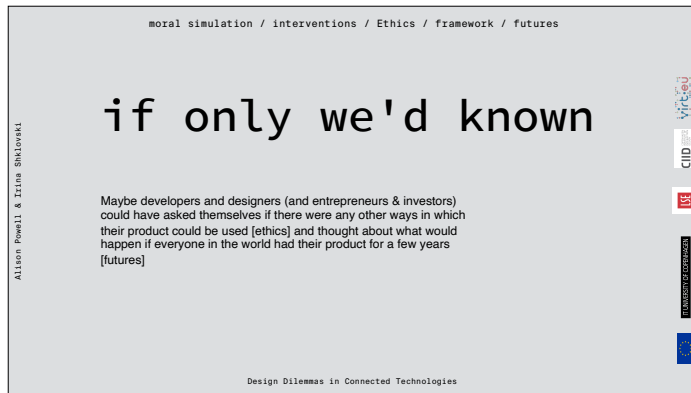 moral simulation / interventions / Ethics / framework / futures
if only we'd known
Alison Powell & Irina Shklovski
Maybe developers and designers (and entrepreneurs & investors)
could have asked themselves if there were any other ways in which
their product could be used [ethics] and thought about what would
happen if everyone in the world had their product for a few years
[futures]
virt·eu
CIID
LSE
IT UNIVERSITY OF COPENHAGEN
Design Dilemmas in Connected Technologies